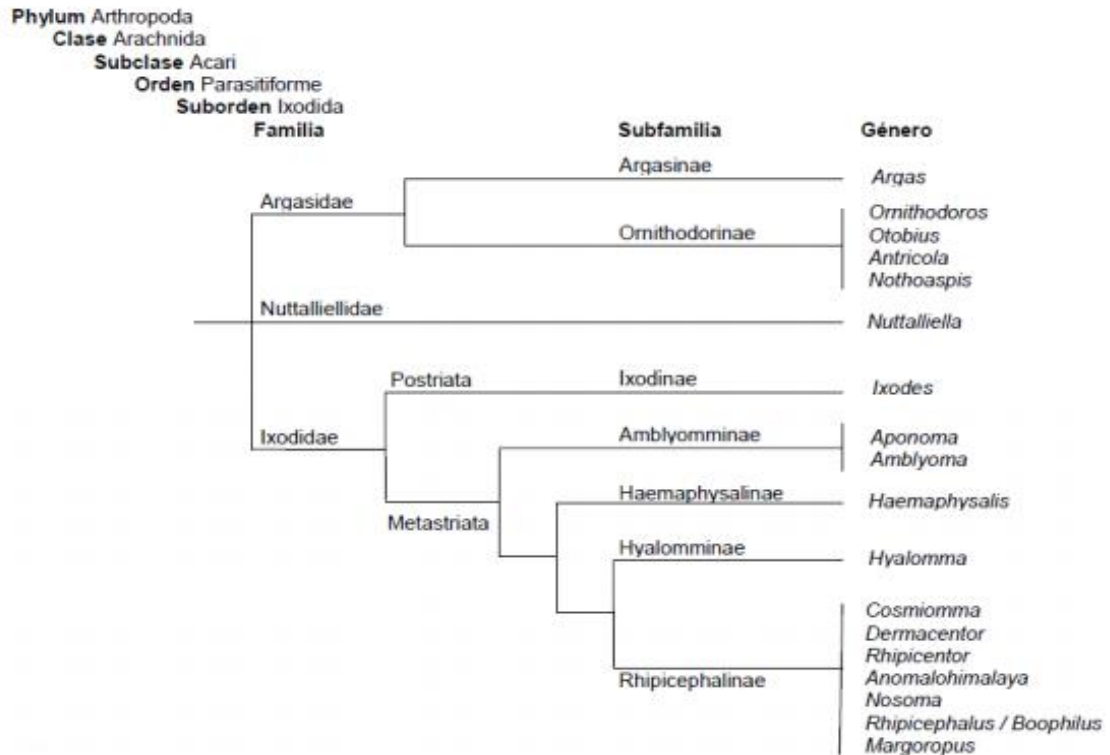 Phylum Arthropoda
Clase Arachnida
Subclase Acari
Orden Parasitiforme
Suborden Ixodida
Familia Subfamilia Género
Argasinae
Argas
Argasidae
Ornithodoros
Ornithodorinae
Otobius
Antricola
Nothoaspis
Nuttalliellidae
Nuttalliella
Postriata
Ixodinae
Ixodes
Ixodidae
Amblyomminae
Aponoma
Amblyoma
Metastriata
Haemaphysalinae
Haemaphysalis
Hyalomminae
Hyalomma
Rhipicephalinae
Cosmiomma
Dermacentor
Rhipicentor
Anomalohimalaya
Nosoma
Rhipicephalus / Boophilus
Margoropus